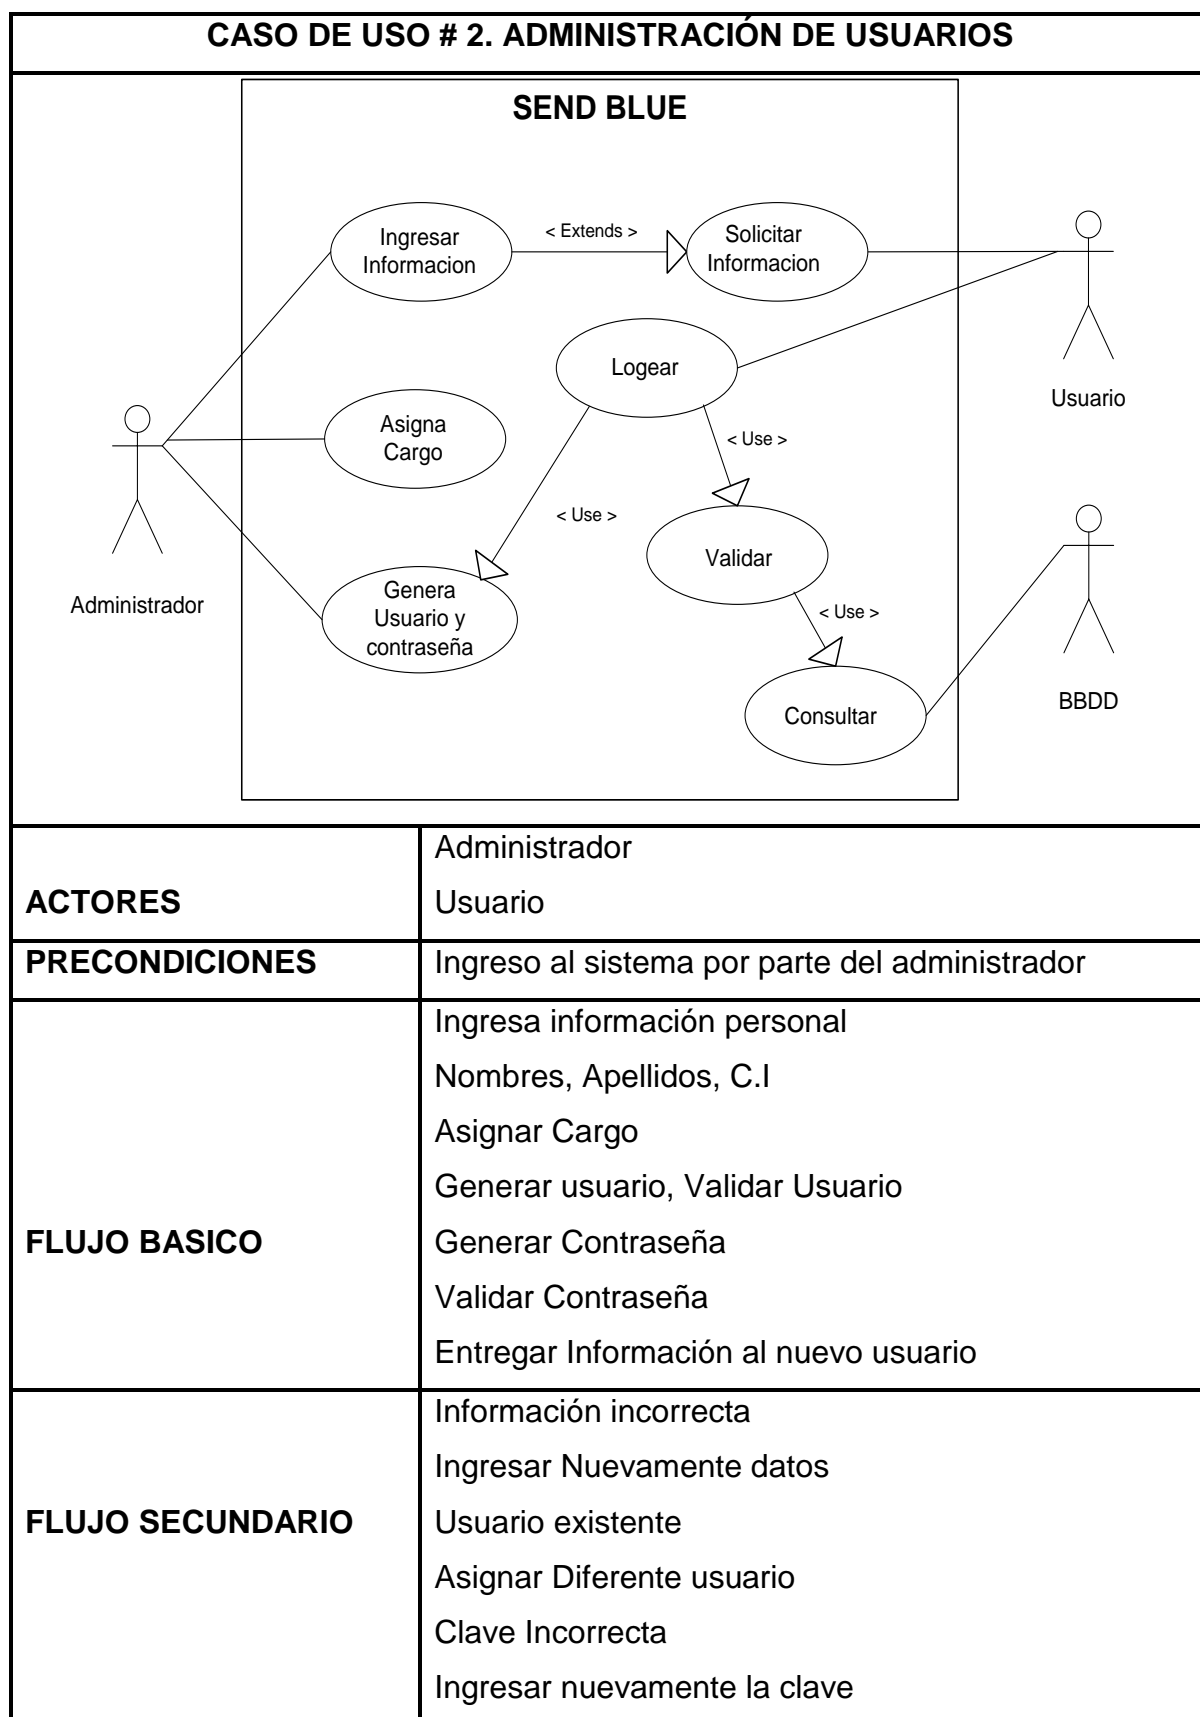 CASO DE USO # 2. ADMINISTRACIÓN DE USUARIOS
SEND BLUE
Ingresar
Informacion
< Extends >
Solicitar
Informacion
Logear
Usuario
Asigna
Cargo
< Use >
< Use >
Validar
Genera
Usuario y
contraseña
Administrador
< Use >
Consultar
BBDD
ACTORES
Administrador
Usuario
PRECONDICIONES
Ingreso al sistema por parte del administrador
FLUJO BASICO
Ingresa información personal
Nombres, Apellidos, C.I
Asignar Cargo
Generar usuario, Validar Usuario
Generar Contraseña
Validar Contraseña
Entregar Información al nuevo usuario
FLUJO SECUNDARIO
Información incorrecta
Ingresar Nuevamente datos
Usuario existente
Asignar Diferente usuario
Clave Incorrecta
Ingresar nuevamente la clave